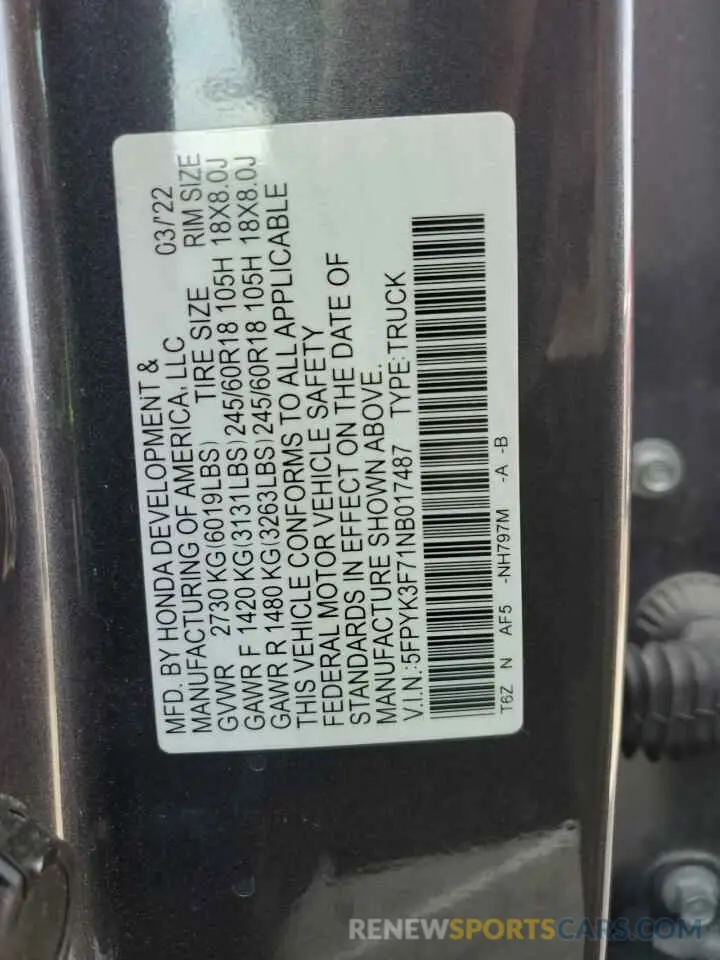 MFD. BY HONDA DEVELOPMENT &
MANUFACTURING OF AMERICA, LLC 03/'22
GVWR 2730 KG(6019LBS) TIRE SIZE RIM SIZE
GAWR F 1420 KG(3131LBS) 245/60R18 105H 18X8.0J
GAWR R 1480 KG(3263LBS) 245/60R18 105H 18X8.0J
THIS VEHICLE CONFORMS TO ALL APPLICABLE
FEDERAL MOTOR VEHICLE SAFETY
STANDARDS IN EFFECT ON THE DATE OF
MANUFACTURE SHOWN ABOVE.
V.I.N.:5FPYK3F71NB017487 TYPE:TRUCK
T6Z N AF5 -NH797M -A -B
RENEWSPORTSCARS.COM